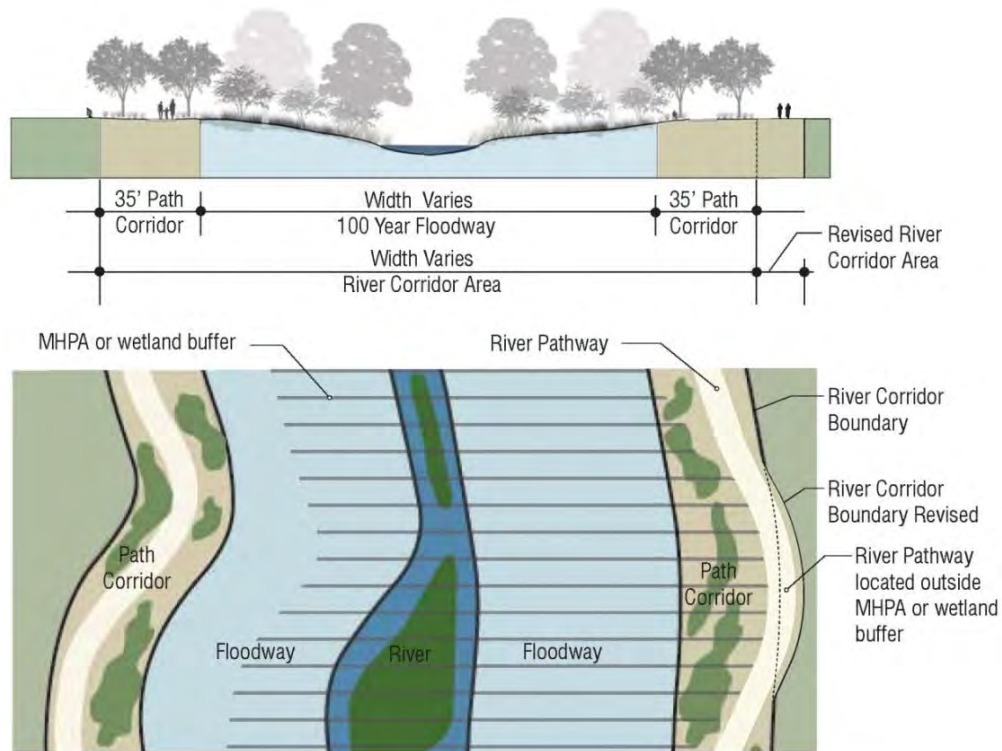 35' Path
Corridor
Width Varies
100 Year Floodway
35' Path
Corridor
Revised River
Corridor Area
Width Varies
River Corridor Area
MHPA or wetland buffer
River Pathway
River Corridor
Boundary
River Corridor
Boundary Revised
River Pathway
located outside
MHPA or wetland
buffer
Path
Corridor
Path
Corridor
Floodway
River
Floodway